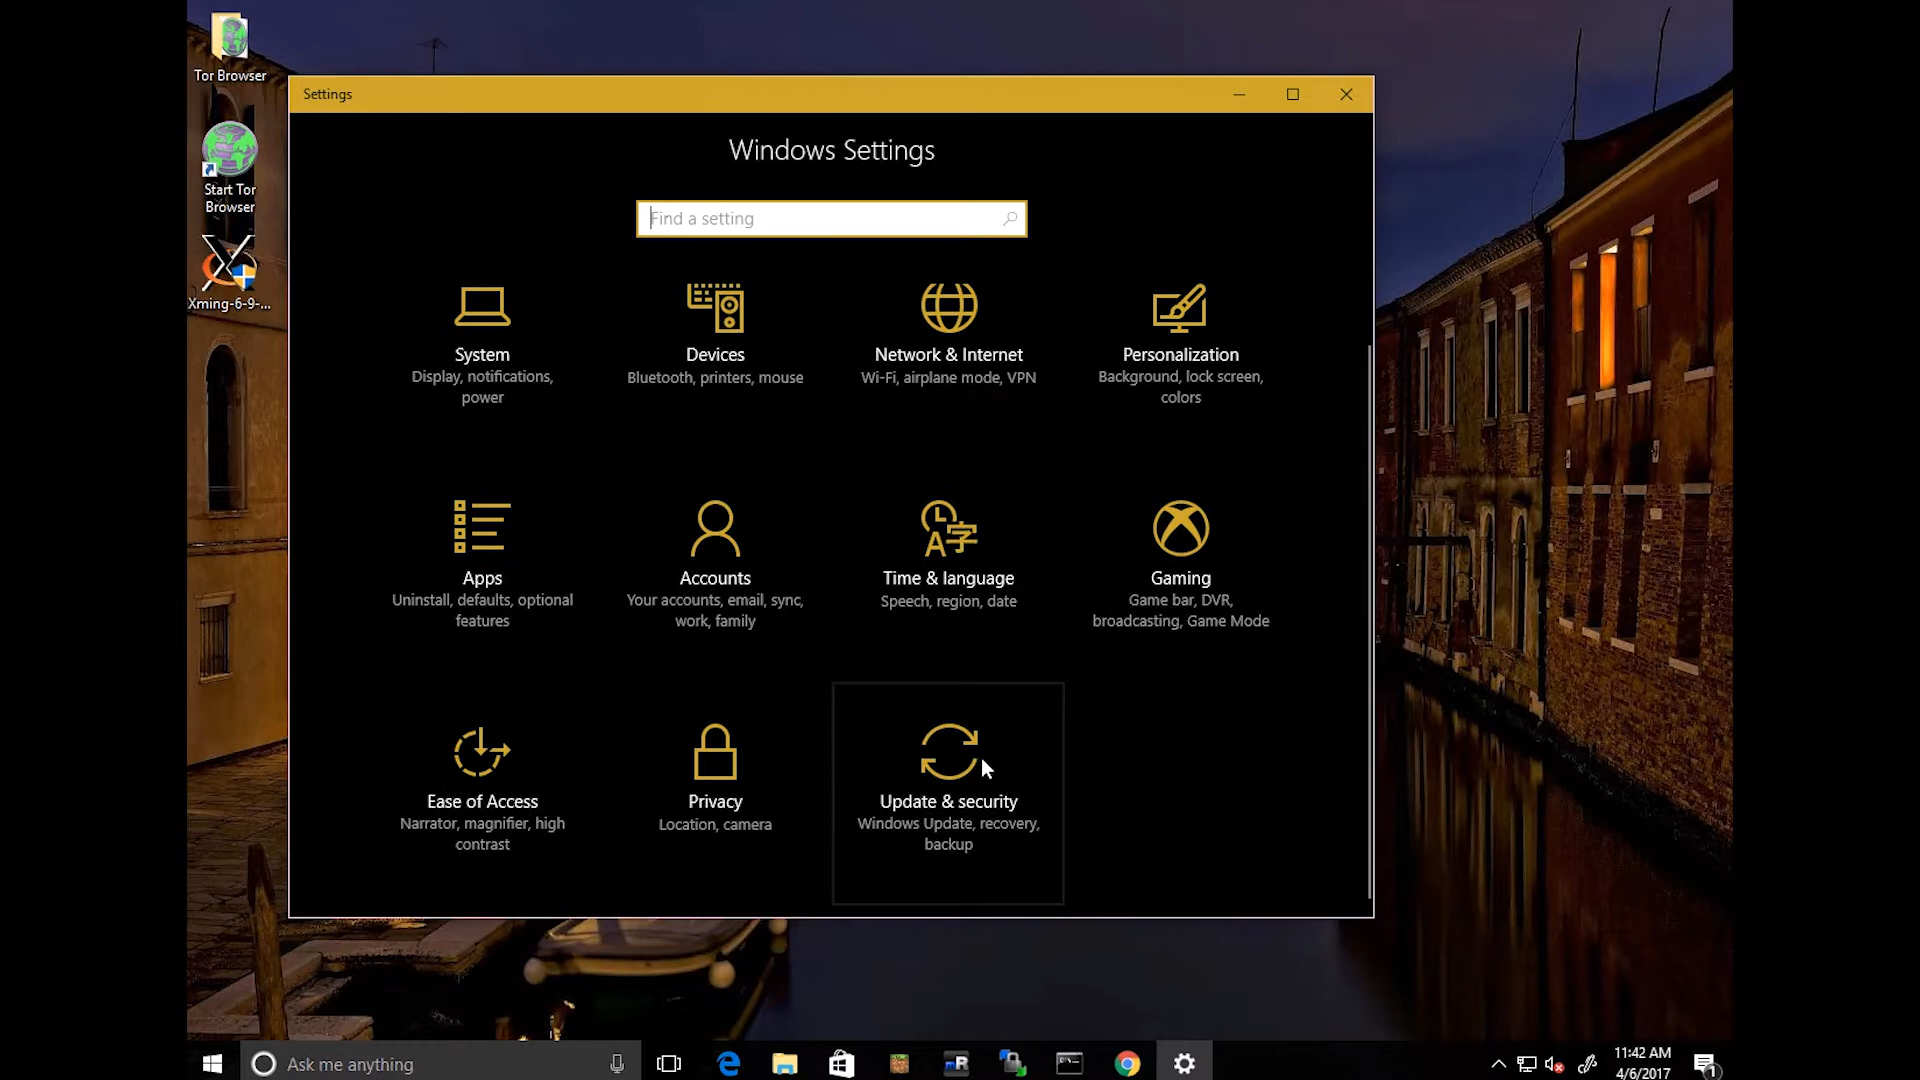 Tor Browser
Start Tor
Browser
Xming-6-9-...
Settings
Windows Settings
Find a setting
System
Display, notifications,
power
Devices
Bluetooth, printers, mouse
Network & Internet
Wi-Fi, airplane mode, VPN
Personalization
Background, lock screen,
colors
Apps
Uninstall, defaults, optional
features
Accounts
Your accounts, email, sync,
work, family
Time & language
Speech, region, date
Gaming
Game bar, DVR,
broadcasting, Game Mode
Ease of Access
Narrator, magnifier, high
contrast
Privacy
Location, camera
Update & security
Windows Update, recovery,
backup
Ask me anything
11:42 AM
4/6/2017
1